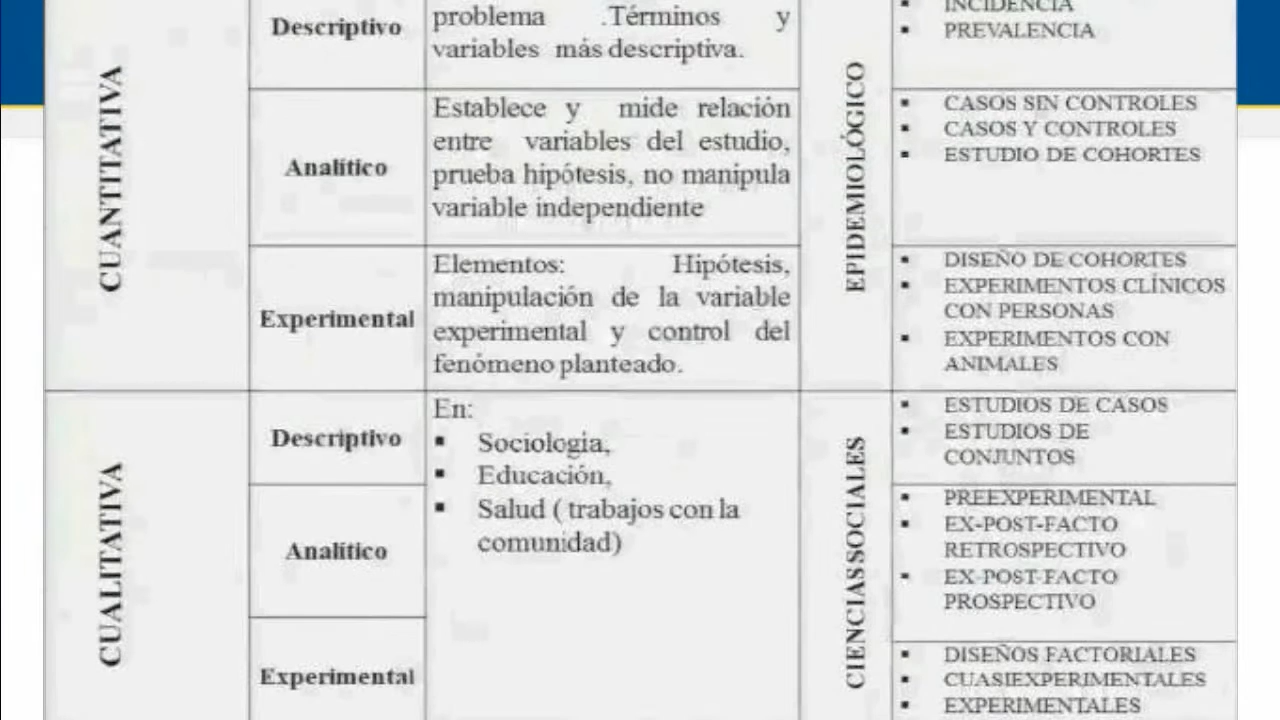 CUANTITATIVA
Descriptivo
problema .Términos y
variables más descriptiva.
EPIDEMIOLÓGICO
▪ INCIDENCIA
▪ PREVALENCIA
Analítico
Establece y mide relación
entre variables del estudio,
prueba hipótesis, no manipula
variable independiente
▪ CASOS SIN CONTROLES
▪ CASOS Y CONTROLES
▪ ESTUDIO DE COHORTES
Experimental
Elementos: Hipótesis,
manipulación de la variable
experimental y control del
fenómeno planteado.
▪ DISEÑO DE COHORTES
▪ EXPERIMENTOS CLÍNICOS
CON PERSONAS
▪ EXPERIMENTOS CON
ANIMALES
CUALITATIVA
Descriptivo
En:
▪ Sociologia,
▪ Educación,
▪ Salud ( trabajos con la
comunidad)
CIENCIAS SOCIALES
▪ ESTUDIOS DE CASOS
▪ ESTUDIOS DE
CONJUNTOS
Analítico
▪ PREEXPERIMENTAL
▪ EX-POST-FACTO
RETROSPECTIVO
▪ EX-POST-FACTO
PROSPECTIVO
Experimental
▪ DISEÑOS FACTORIALES
▪ CUASIEXPERIMENTALES
▪ EXPERIMENTALES